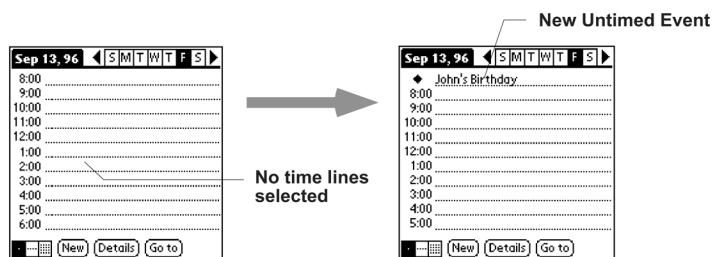 New Untimed Event
Sep 13, 96 S M T W T F S
8:00
9:00
10:00
11:00
12:00
1:00
2:00
3:00
4:00
5:00
6:00
New Details Go to
No time lines
selected
Sep 13, 96 S M T W T F S
John's Birthday
8:00
9:00
10:00
11:00
12:00
1:00
2:00
3:00
4:00
5:00
New Details Go to